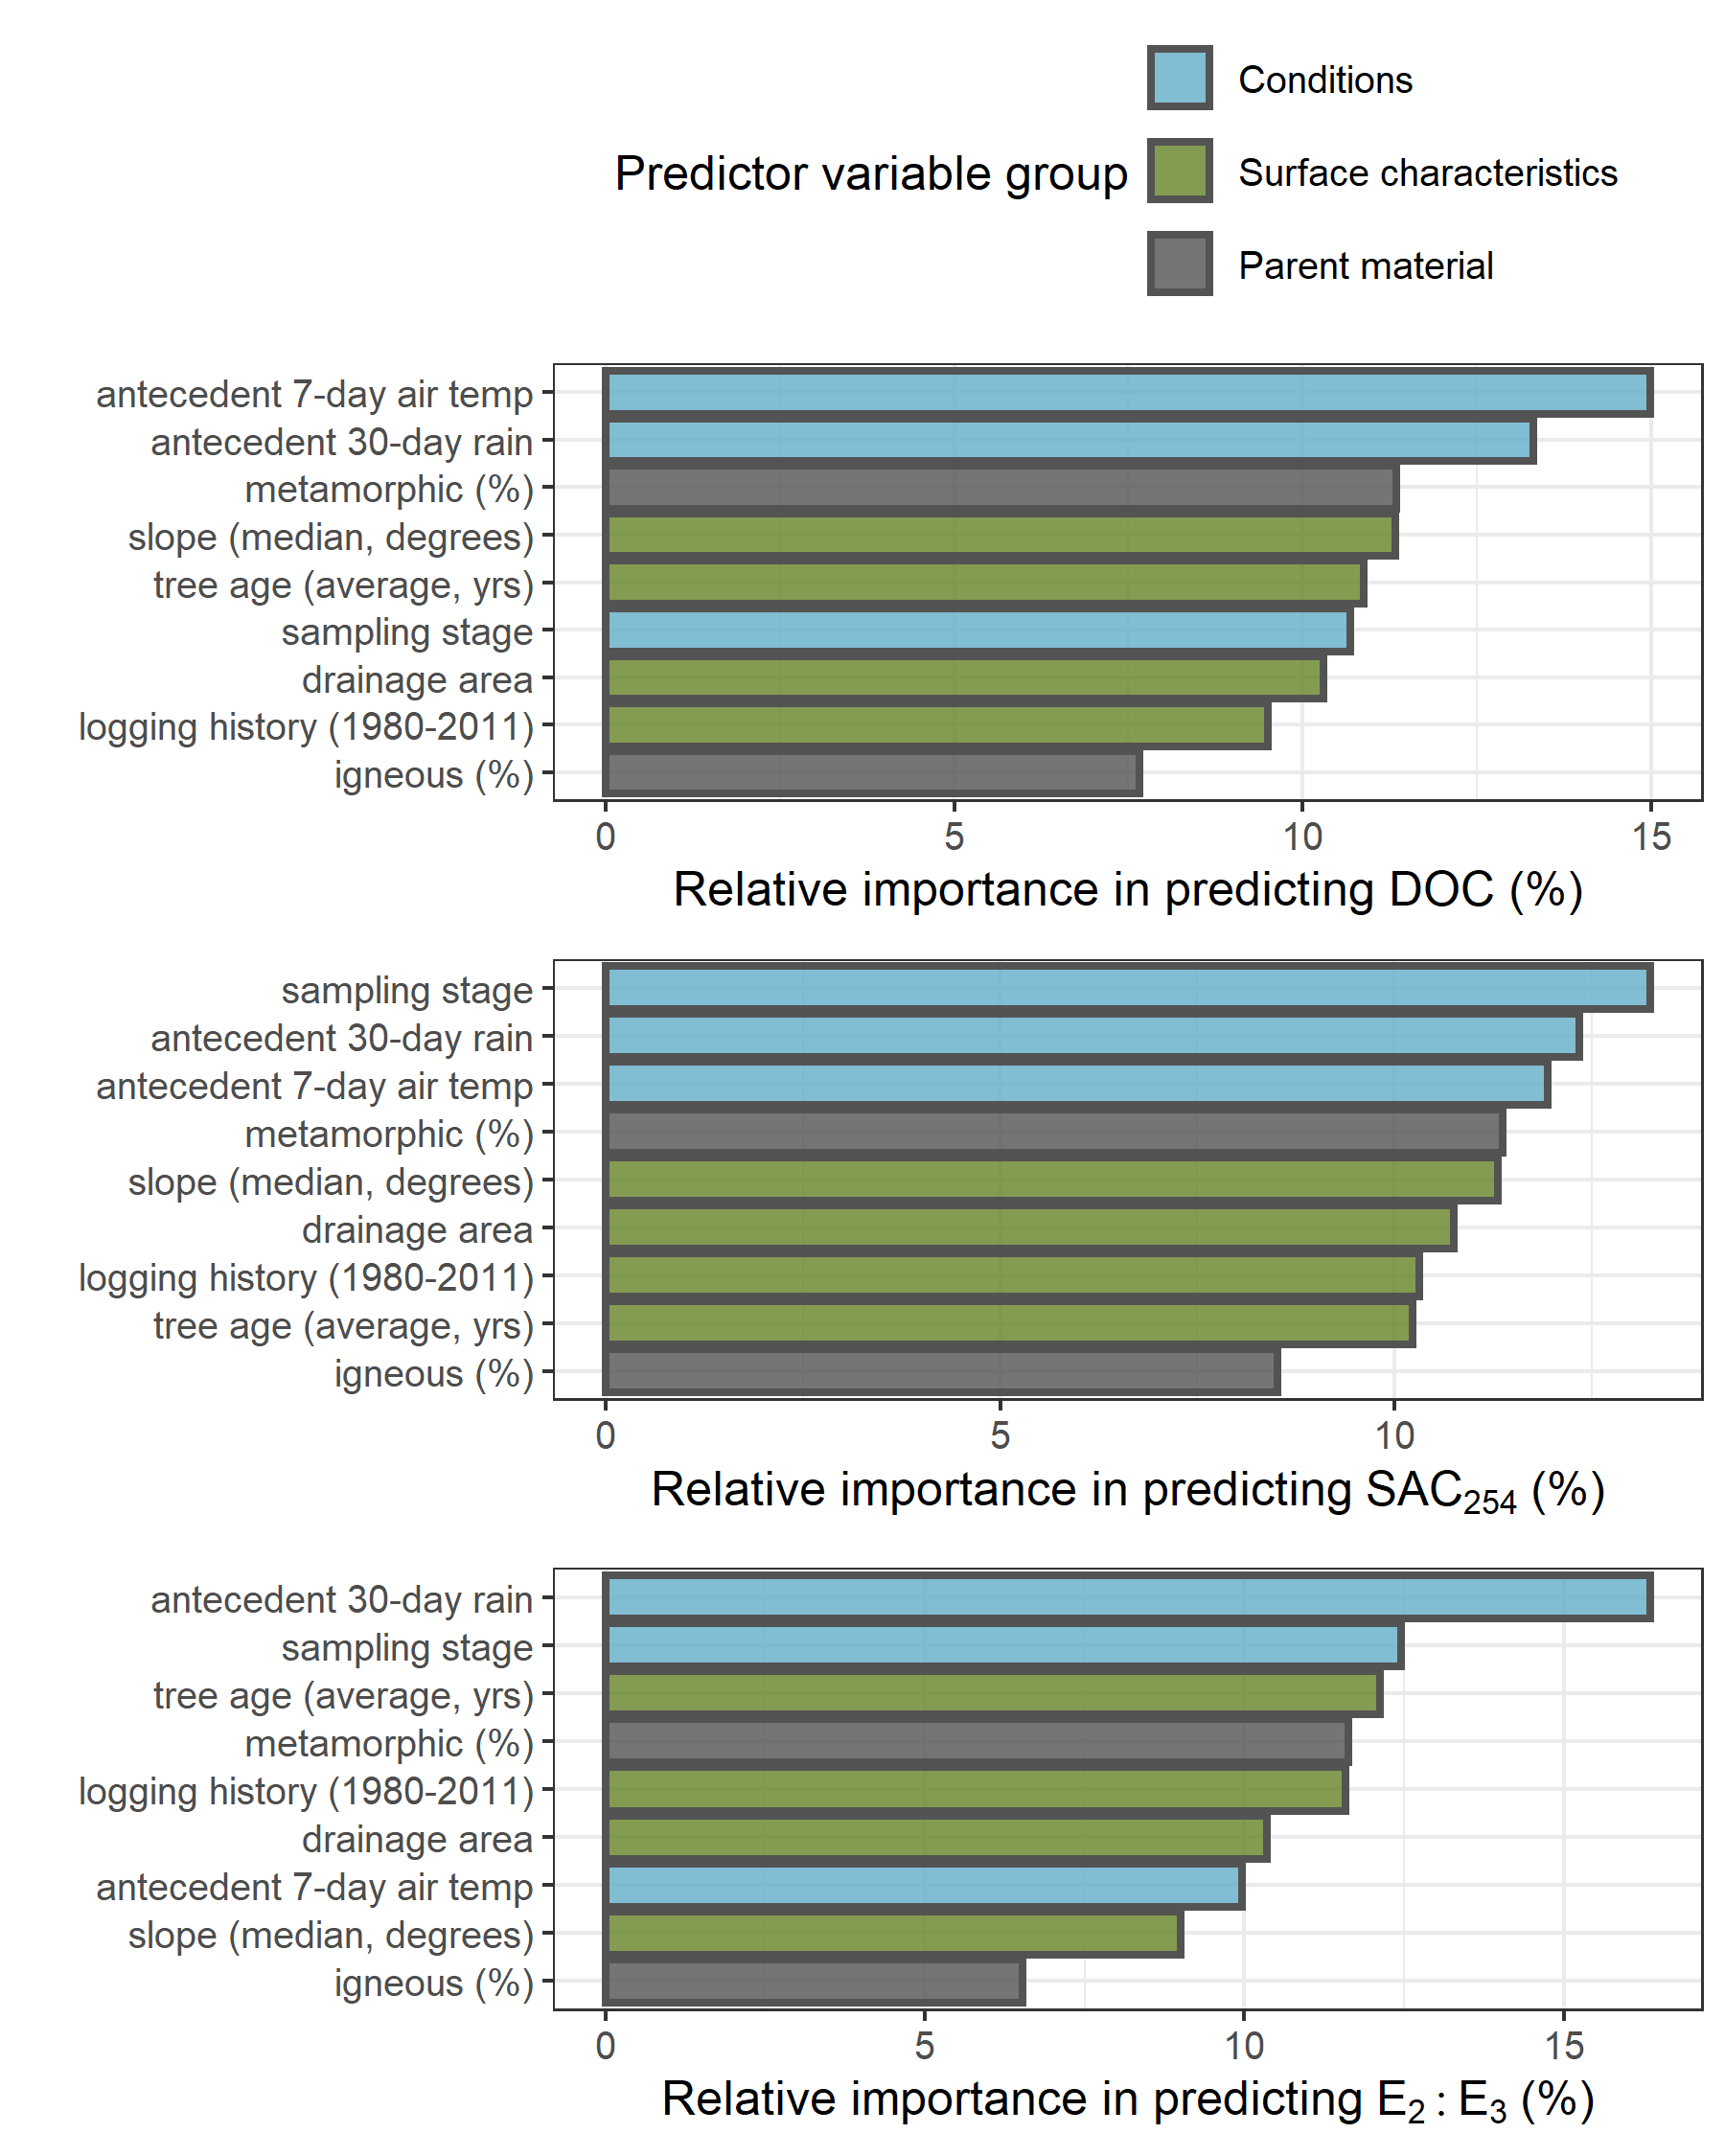 Predictor variable group
Conditions
Surface characteristics
Parent material
antecedent 7-day air temp
antecedent 30-day rain
metamorphic (%)
slope (median, degrees)
tree age (average, yrs)
sampling stage
drainage area
logging history (1980-2011)
igneous (%)
0 5 10 15
Relative importance in predicting DOC (%)
sampling stage
antecedent 30-day rain
antecedent 7-day air temp
metamorphic (%)
slope (median, degrees)
drainage area
logging history (1980-2011)
tree age (average, yrs)
igneous (%)
0 5 10
Relative importance in predicting SAC₂₅₄ (%)
antecedent 30-day rain
sampling stage
tree age (average, yrs)
metamorphic (%)
logging history (1980-2011)
drainage area
antecedent 7-day air temp
slope (median, degrees)
igneous (%)
0 5 10 15
Relative importance in predicting E₂ : E₃ (%)